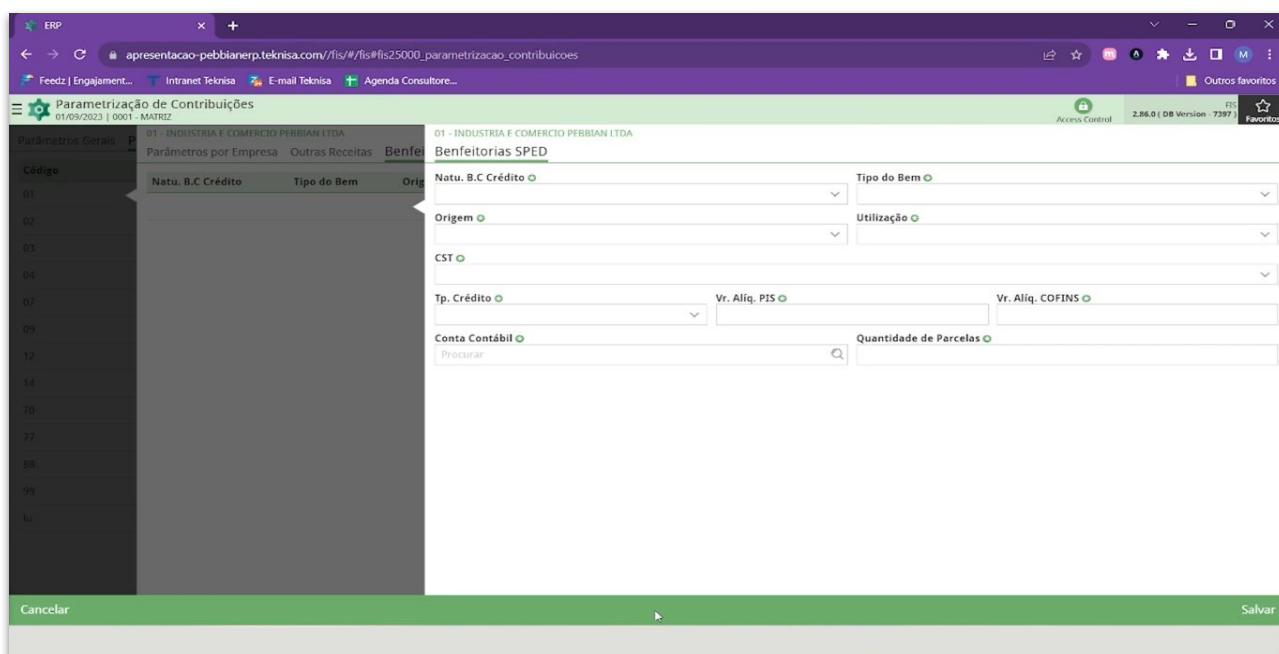 ERP
apresentacao-pebbianerp.teknisa.com//fis/#/fis#fis25000_parametrizacao_contribuicoes
M
Feedz | Engajament... Intranet Teknisa E-mail Teknisa Agenda Consultore... Outros favoritos
Parametrização de Contribuições
01/09/2023 | 0001 - MATRIZ
Access Control
FIS
2.86.0 ( DB Version - 7397 )
Favoritos
Parâmetros Gerais P
Código
01
02
03
04
07
09
12
14
70
77
88
99
01 - INDUSTRIA E COMERCIO PEBBIAN LTDA
Parâmetros por Empresa Outras Receitas Benfei
Natu. B.C Crédito Tipo do Bem Orig
01 - INDUSTRIA E COMERCIO PEBBIAN LTDA
Benfeitorias SPED
Natu. B.C Crédito Tipo do Bem
Origem Utilização
CST
Tp. Crédito Vr. Alíq. PIS Vr. Alíq. COFINS
Conta Contábil Quantidade de Parcelas
Procurar
Cancelar Salvar